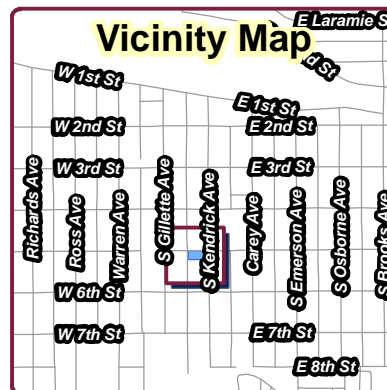 E Laramie S
Vicinity Map
d St
W 1st St
E 1st St
W 2nd St
E 2nd St
W 3rd St
E 3rd St
Richards Ave
Ross Ave
Warren Ave
S Gillette Ave
S Kendrick Ave
Carey Ave
S Emerson Ave
S Osborne Ave
S Brooks Ave
W 6th St
W 7th St
E 7th St
E 8th St